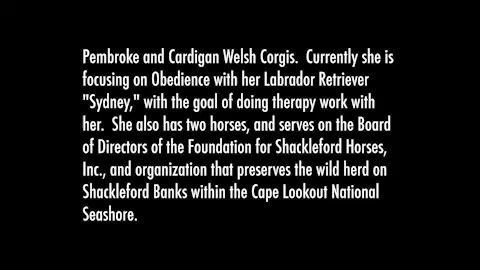 Pembroke and Cardigan Welsh Corgis.  Currently she is
focusing on Obedience with her Labrador Retriever
"Sydney," with the goal of doing therapy work with
her.  She also has two horses, and serves on the Board
of Directors of the Foundation for Shackleford Horses,
Inc., and organization that preserves the wild herd on
Shackleford Banks within the Cape Lookout National
Seashore.